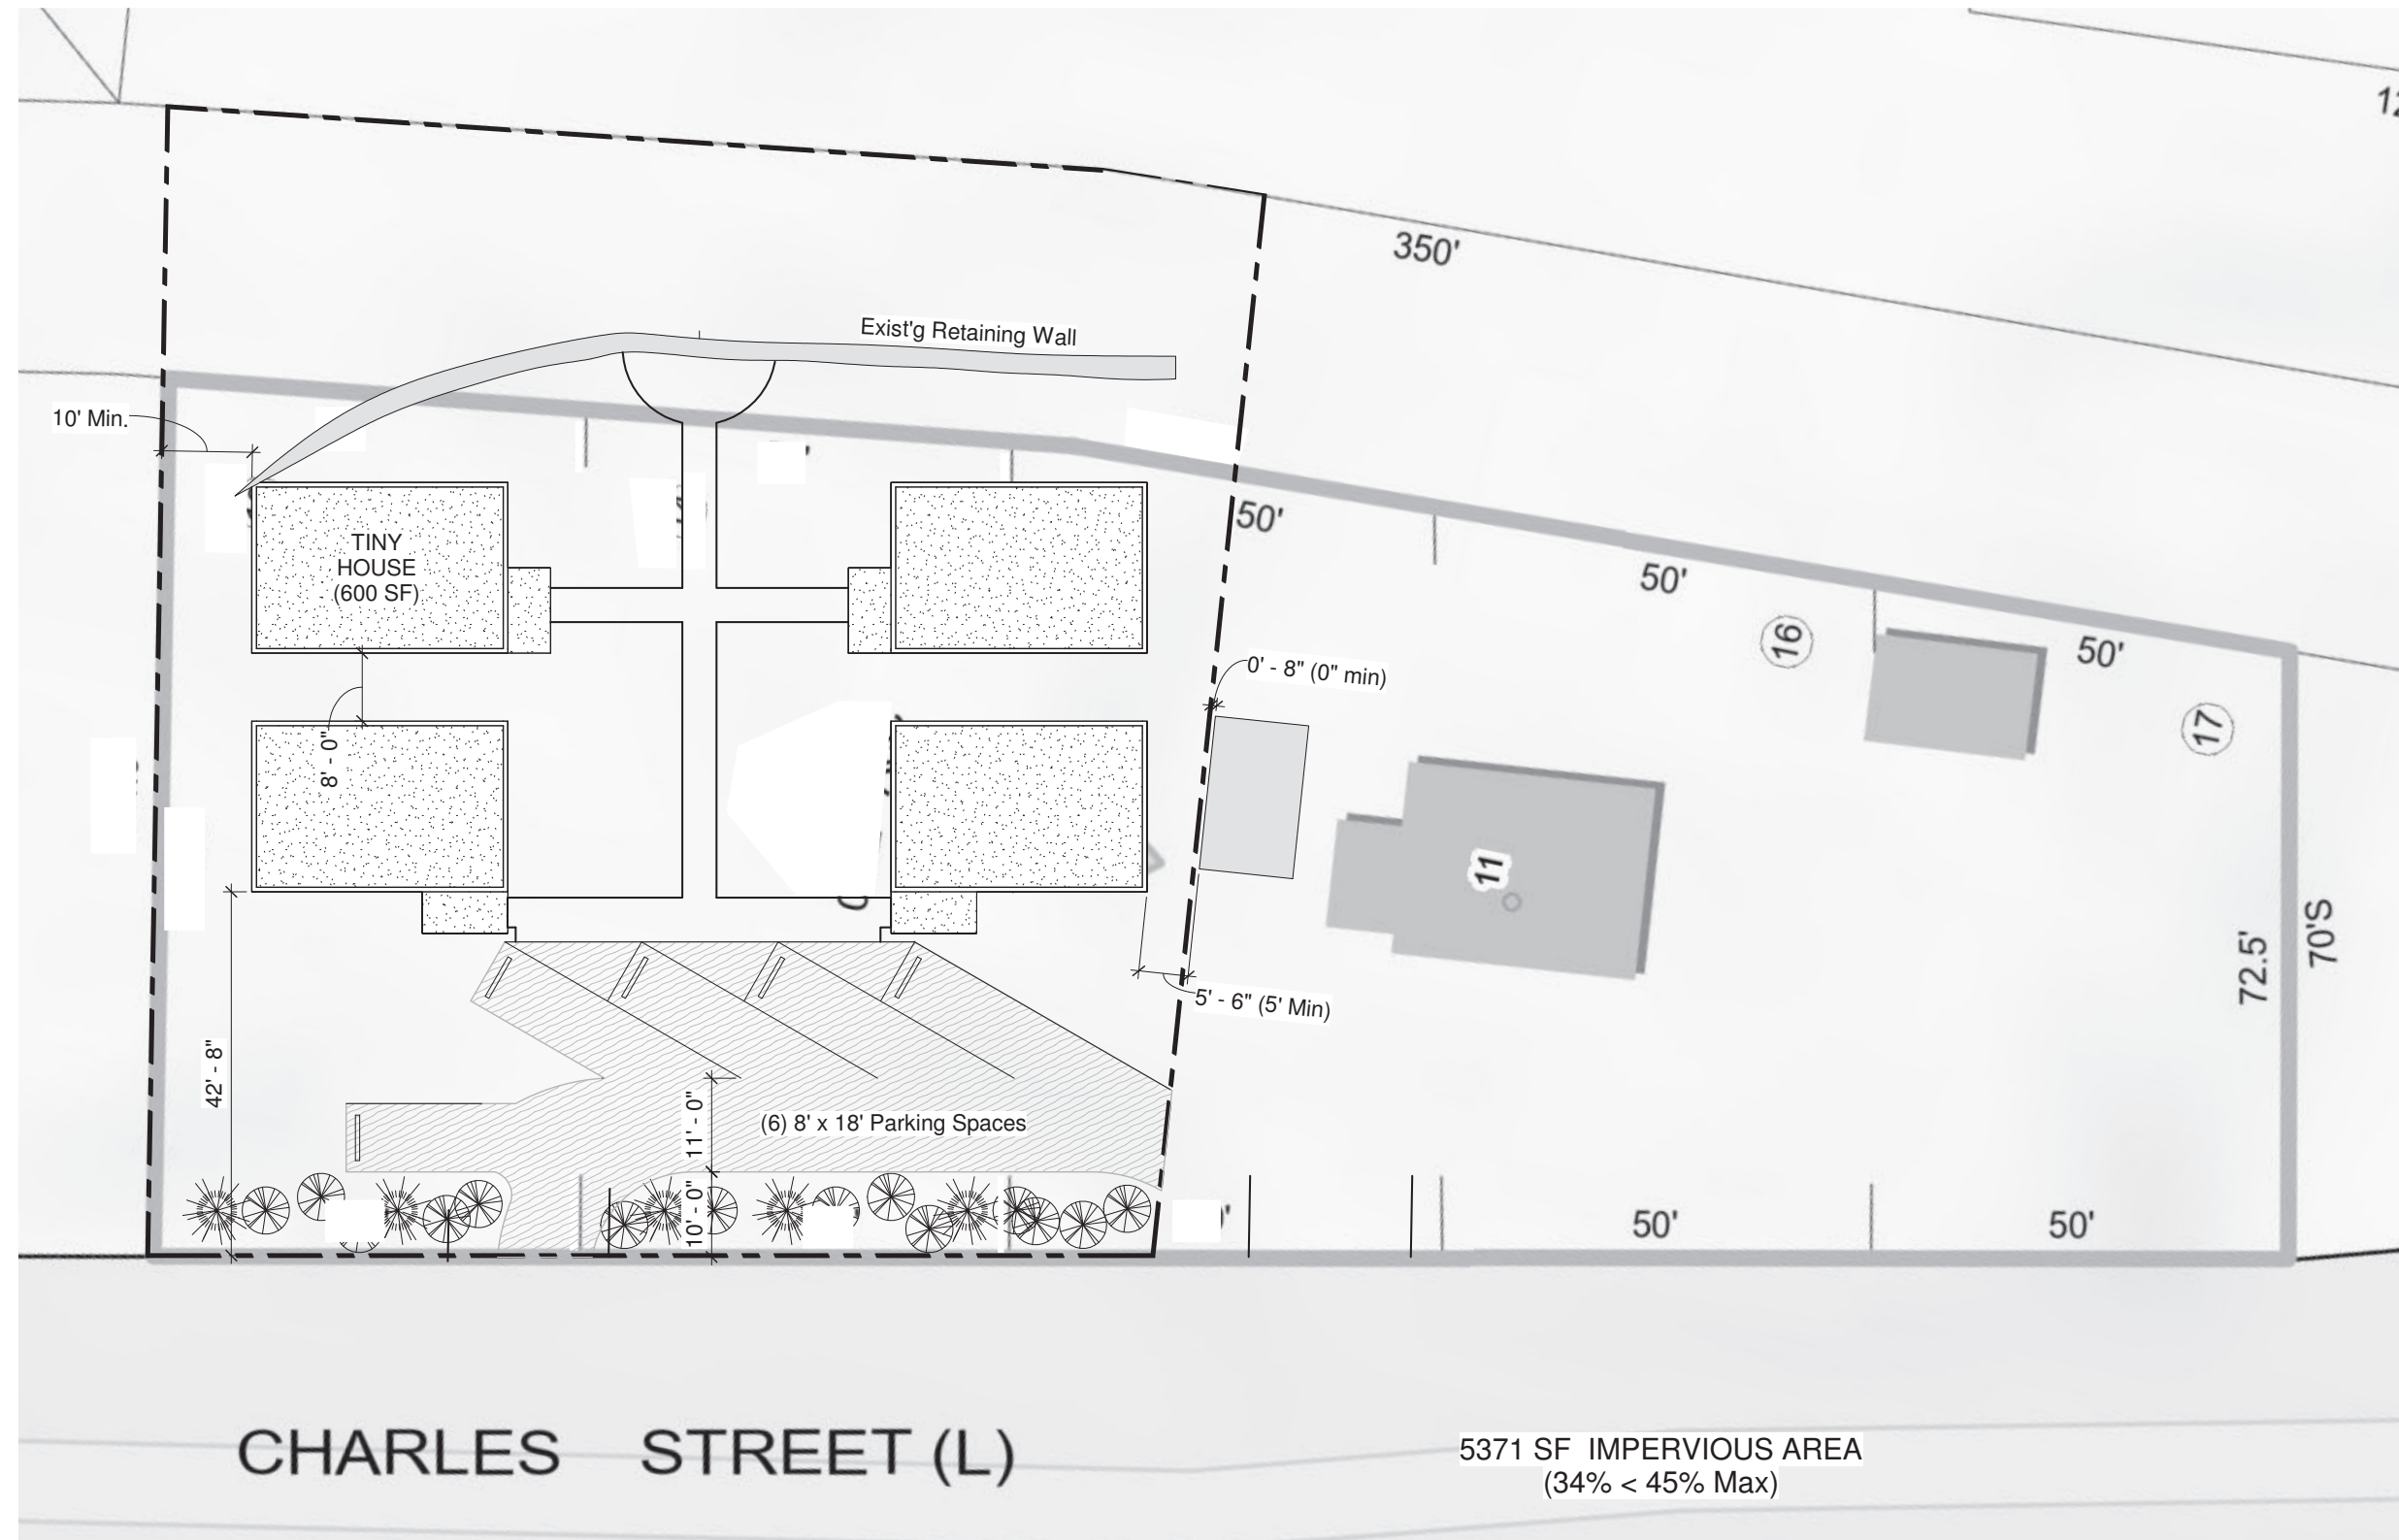 12
350'
Exist'g Retaining Wall
10' Min.
50'
TINY
HOUSE
(600 SF)
50'
16
50'
0' - 8" (0" min)
17
8' - 0"
11
70'S
72.5'
5' - 6" (5' Min)
42' - 8"
11' - 0"
(6) 8' x 18' Parking Spaces
10' - 0"
50'
50'
CHARLES STREET (L)
5371 SF IMPERVIOUS AREA
(34% < 45% Max)